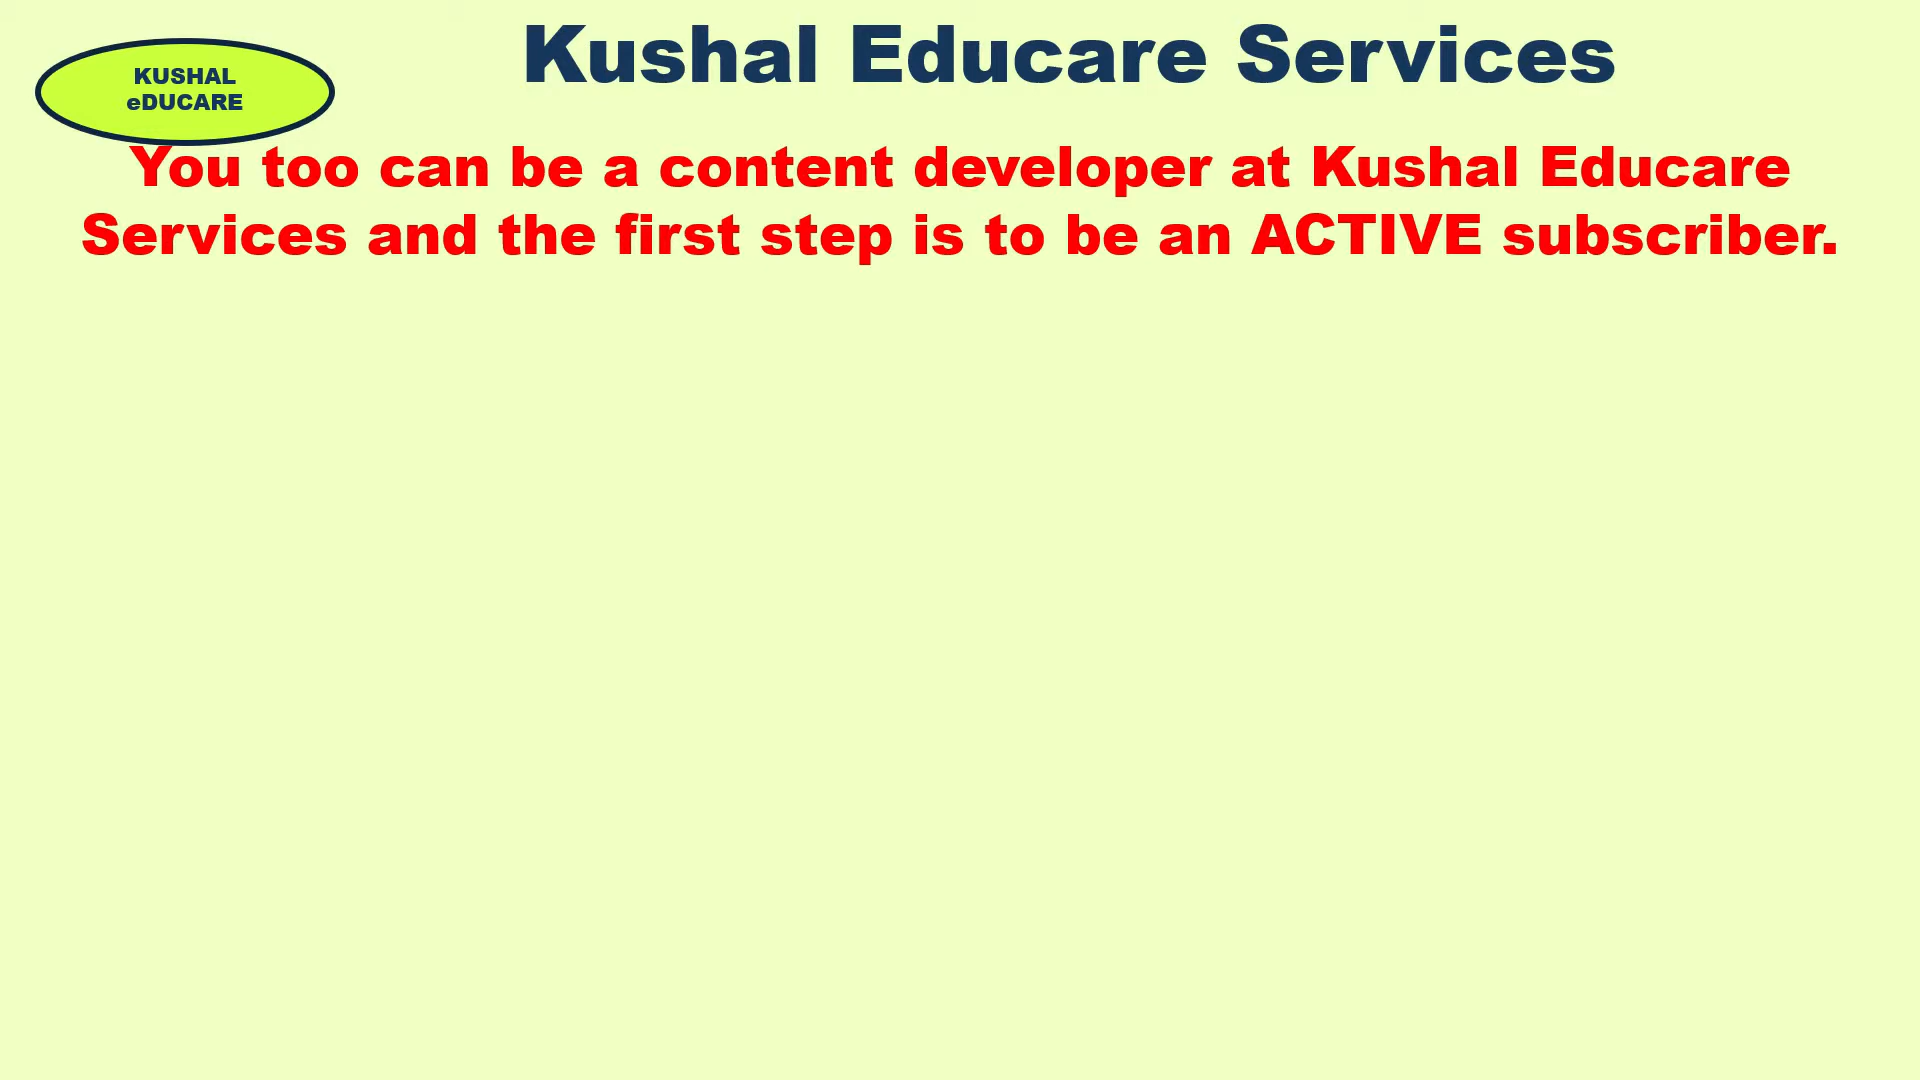 Kushal Educare Services
KUSHAL
eDUCARE
You too can be a content developer at Kushal Educare
Services and the first step is to be an ACTIVE subscriber.